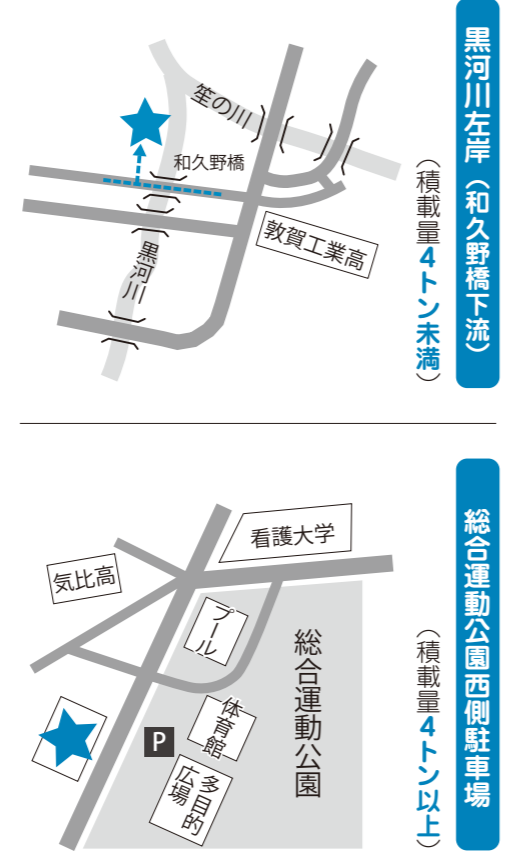 黒河川左岸（和久野橋下流）
（積載量4トン未満）
笙の川
和久野橋
黒河川
敦賀工業高
総合運動公園西側駐車場
（積載量4トン以上）
看護大学
気比高
プール
総合運動公園
体育館
P
多目的
広場